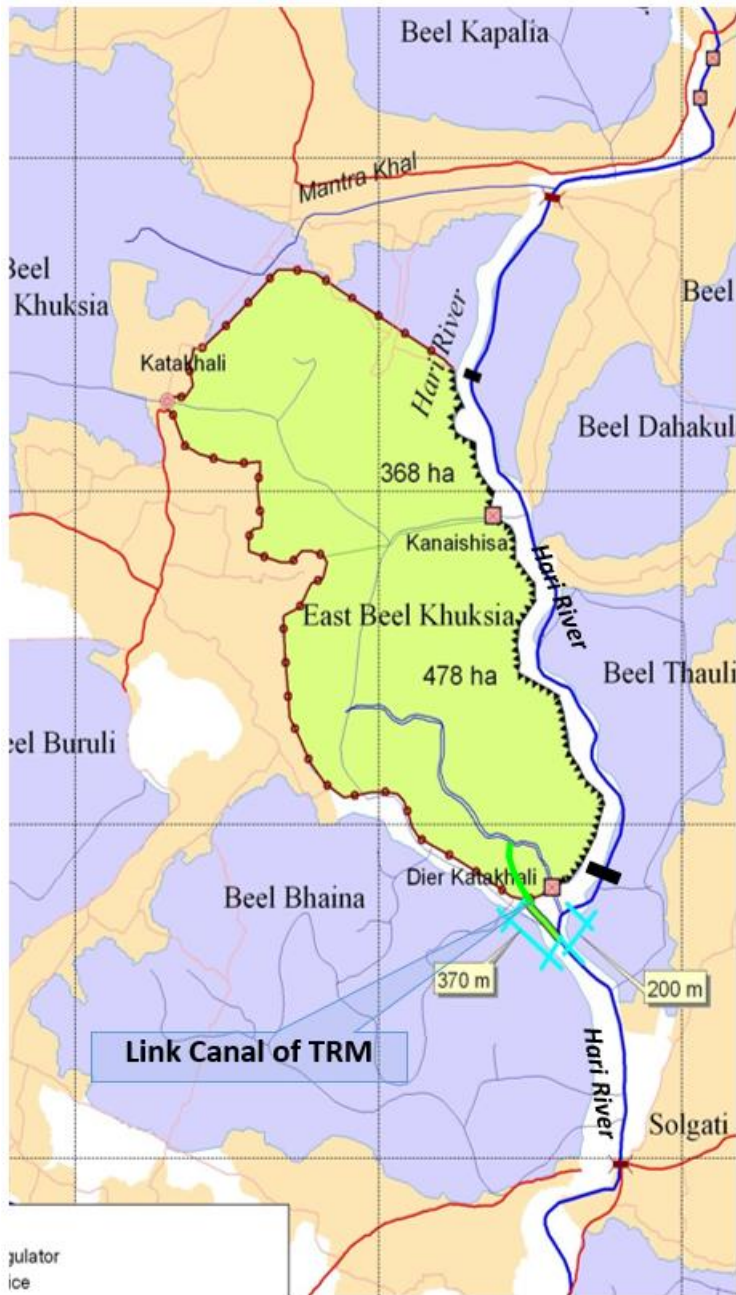 Beel Kapalia
Mantra Khal
Beel
Khuksia
Beel
Hari River
Katakhali
Beel Dahakul
368 ha
Kanaishisa
Hari River
East Beel Khuksia
478 ha
Beel Thauli
eel Buruli
Dier Katakhali
Beel Bhaina
370 m
200 m
Link Canal of TRM
Hari River
Solgati
gulator
ice